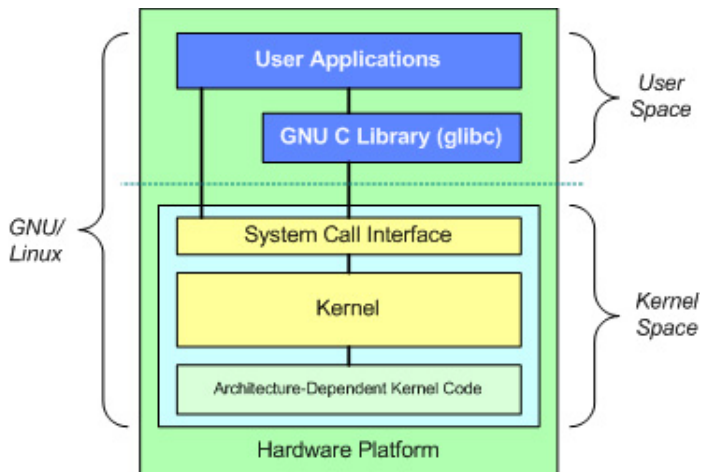 User Applications
User
Space
GNU C Library (glibc)
GNU/
Linux
System Call Interface
Kernel
Kernel
Space
Architecture-Dependent Kernel Code
Hardware Platform